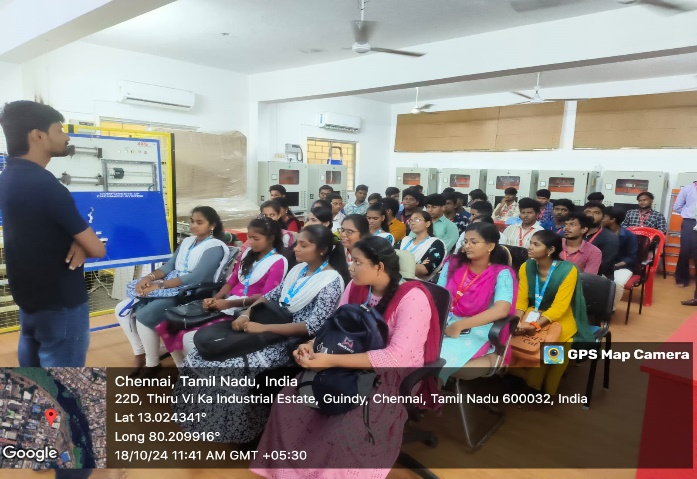 GPS Map Camera
Chennai, Tamil Nadu, India
22D, Thiru Vi Ka Industrial Estate, Guindy, Chennai, Tamil Nadu 600032, India
Lat 13.024341°
Long 80.209916°
18/10/24 11:41 AM GMT +05:30
Google